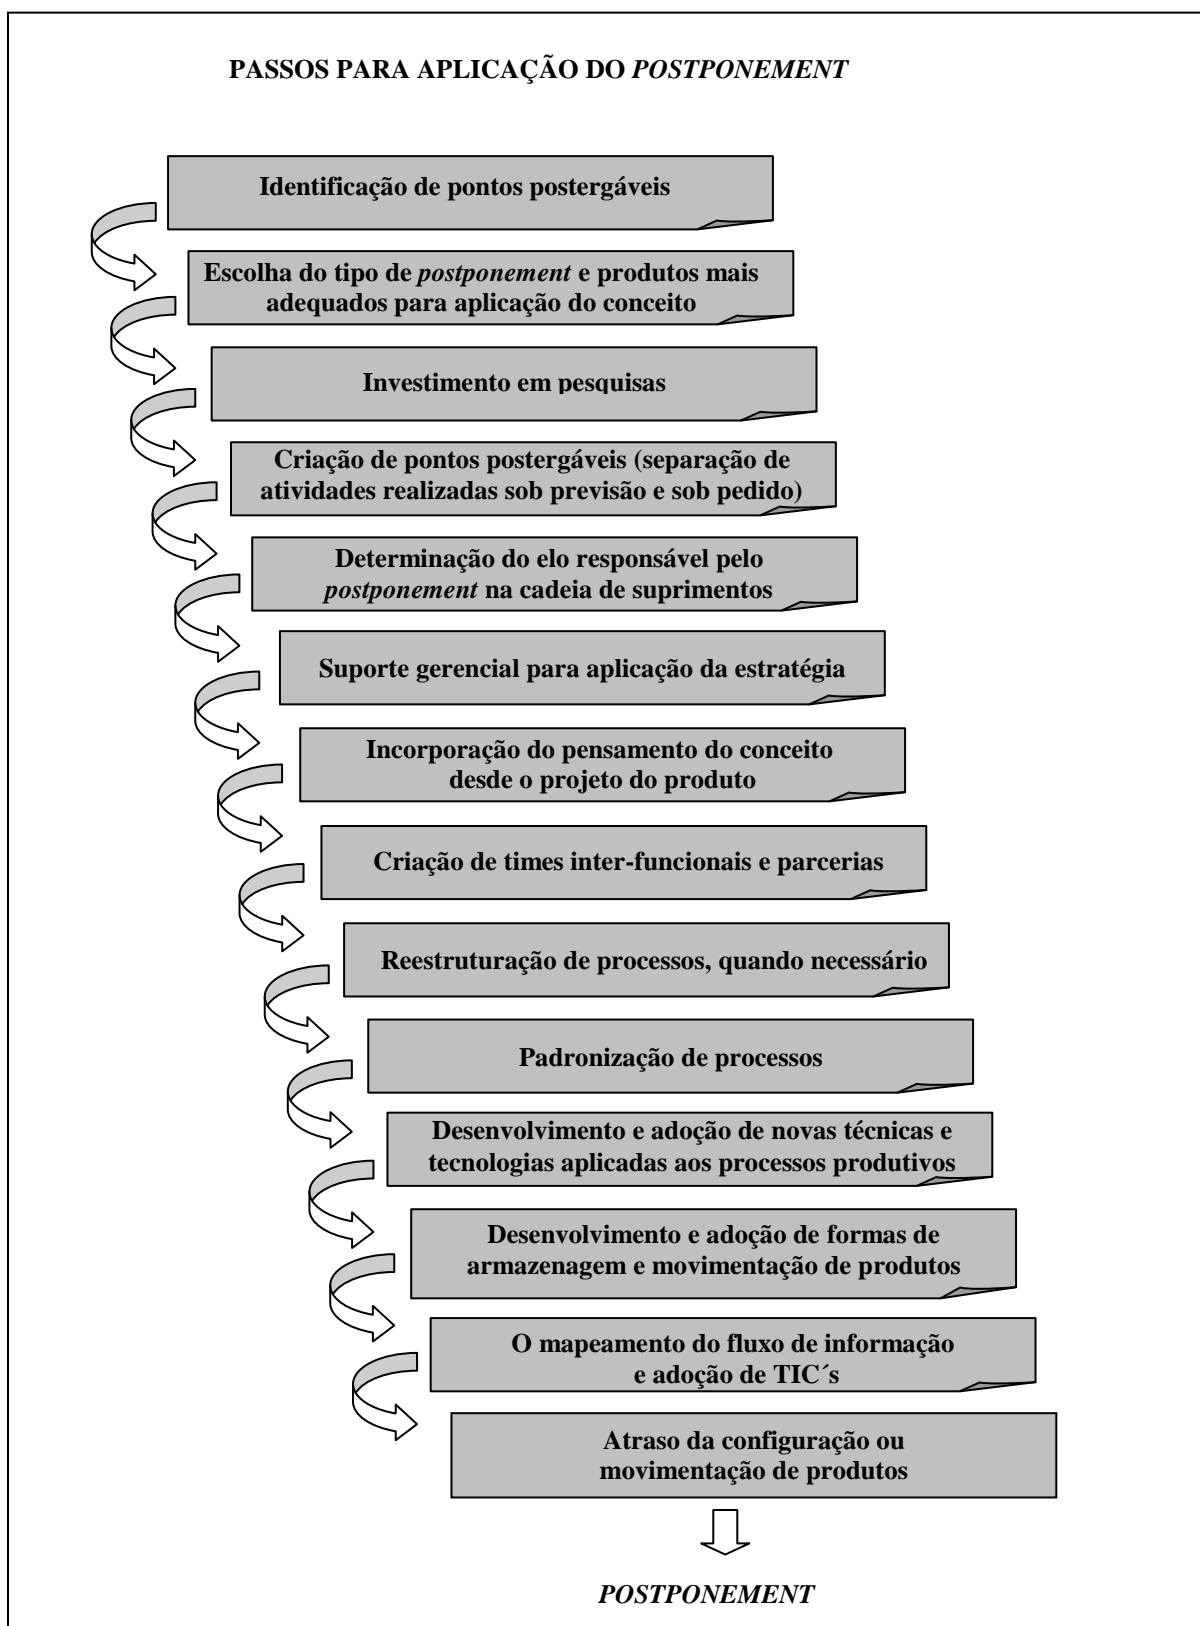 PASSOS PARA APLICAÇÃO DO POSTPONEMENT
Identificação de pontos postergáveis
Escolha do tipo de postponement e produtos mais
adequados para aplicação do conceito
Investimento em pesquisas
Criação de pontos postergáveis (separação de
atividades realizadas sob previsão e sob pedido)
Determinação do elo responsável pelo
postponement na cadeia de suprimentos
Suporte gerencial para aplicação da estratégia
Incorporação do pensamento do conceito
desde o projeto do produto
Criação de times inter-funcionais e parcerias
Reestruturação de processos, quando necessário
Padronização de processos
Desenvolvimento e adoção de novas técnicas e
tecnologias aplicadas aos processos produtivos
Desenvolvimento e adoção de formas de
armazenagem e movimentação de produtos
O mapeamento do fluxo de informação
e adoção de TIC´s
Atraso da configuração ou
movimentação de produtos
POSTPONEMENT